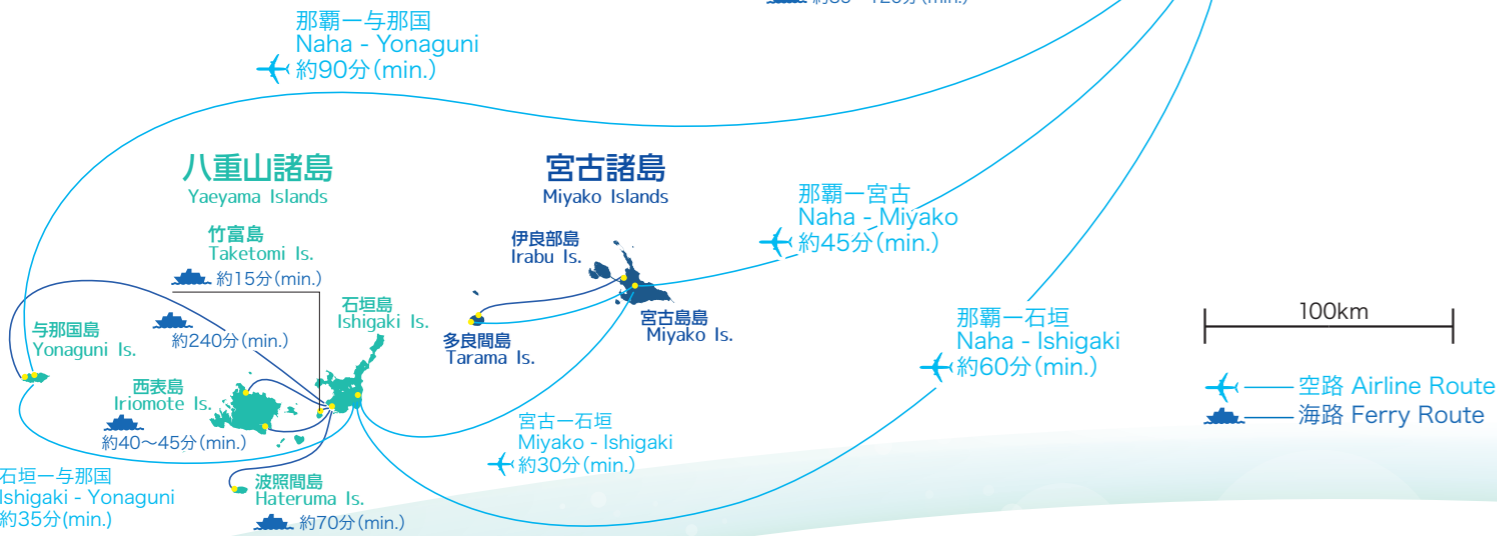 那覇ー与那国
Naha - Yonaguni
約90分(min.)
八重山諸島
Yaeyama Islands
宮古諸島
Miyako Islands
那覇ー宮古
Naha - Miyako
約45分(min.)
竹富島
Taketomi Is.
約15分(min.)
伊良部島
Irabu Is.
石垣島
Ishigaki Is.
宮古島島
Miyako Is.
多良間島
Tarama Is.
約240分(min.)
与那国島
Yonaguni Is.
西表島
Iriomote Is.
約40〜45分(min.)
那覇ー石垣
Naha - Ishigaki
約60分(min.)
100km
空路 Airline Route
海路 Ferry Route
宮古ー石垣
Miyako - Ishigaki
約30分(min.)
石垣ー与那国
Ishigaki - Yonaguni
約35分(min.)
波照間島
Hateruma Is.
約70分(min.)